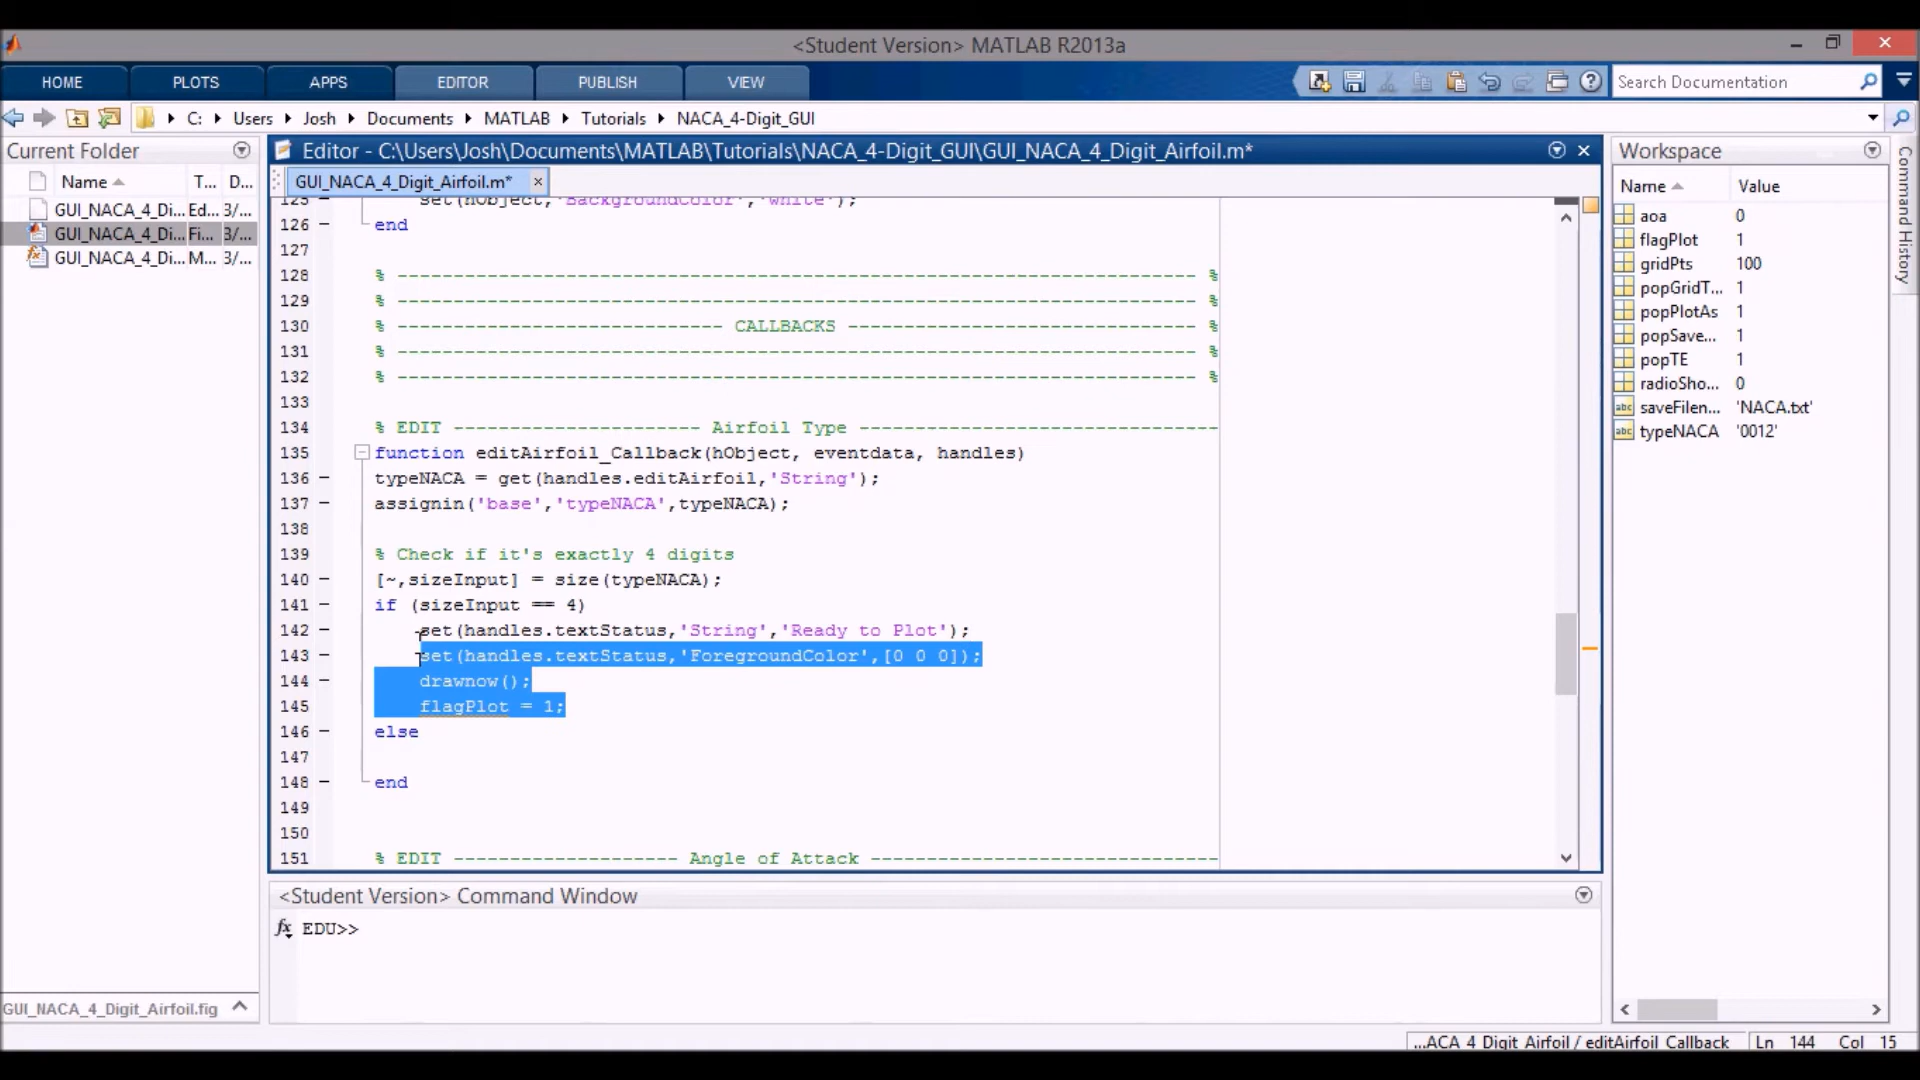 <Student Version> MATLAB R2013a
HOME PLOTS APPS EDITOR PUBLISH VIEW
Search Documentation
C: Users Josh Documents MATLAB Tutorials NACA_4-Digit_GUI
Current Folder
Name T... D...
GUI_NACA_4_Di... Ed... 3/...
GUI_NACA_4_Di... Fi... 3/...
GUI_NACA_4_Di... M... 3/...
GUI_NACA_4_Digit_Airfoil.fig
Editor - C:\Users\Josh\Documents\MATLAB\Tutorials\NACA_4-Digit_GUI\GUI_NACA_4_Digit_Airfoil.m*
GUI_NACA_4_Digit_Airfoil.m*
125 set(hObject,'BackgroundColor','white');
126 end
127
128 % ----------------------------------------------------------------------- %
129 % ----------------------------------------------------------------------- %
130 % ----------------------------- CALLBACKS ------------------------------- %
131 % ----------------------------------------------------------------------- %
132 % ----------------------------------------------------------------------- %
133
134 % EDIT ---------------------- Airfoil Type --------------------------------
135 function editAirfoil_Callback(hObject, eventdata, handles)
136 typeNACA = get(handles.editAirfoil,'String');
137 assignin('base','typeNACA',typeNACA);
138
139 % Check if it's exactly 4 digits
140 [~,sizeInput] = size(typeNACA);
141 if (sizeInput == 4)
142 set(handles.textStatus,'String','Ready to Plot');
143 set(handles.textStatus,'ForegroundColor',[0 0 0]);
144 drawnow();
145 flagPlot = 1;
146 else
147
148 end
149
150
151 % EDIT -------------------- Angle of Attack -------------------------------
<Student Version> Command Window
fx EDU>>
Workspace
Name Value
aoa 0
flagPlot 1
gridPts 100
popGridT... 1
popPlotAs 1
popSave... 1
popTE 1
radioSho... 0
saveFilen... 'NACA.txt'
typeNACA '0012'
Command History
...ACA_4_Digit_Airfoil / editAirfoil_Callback Ln 144 Col 15